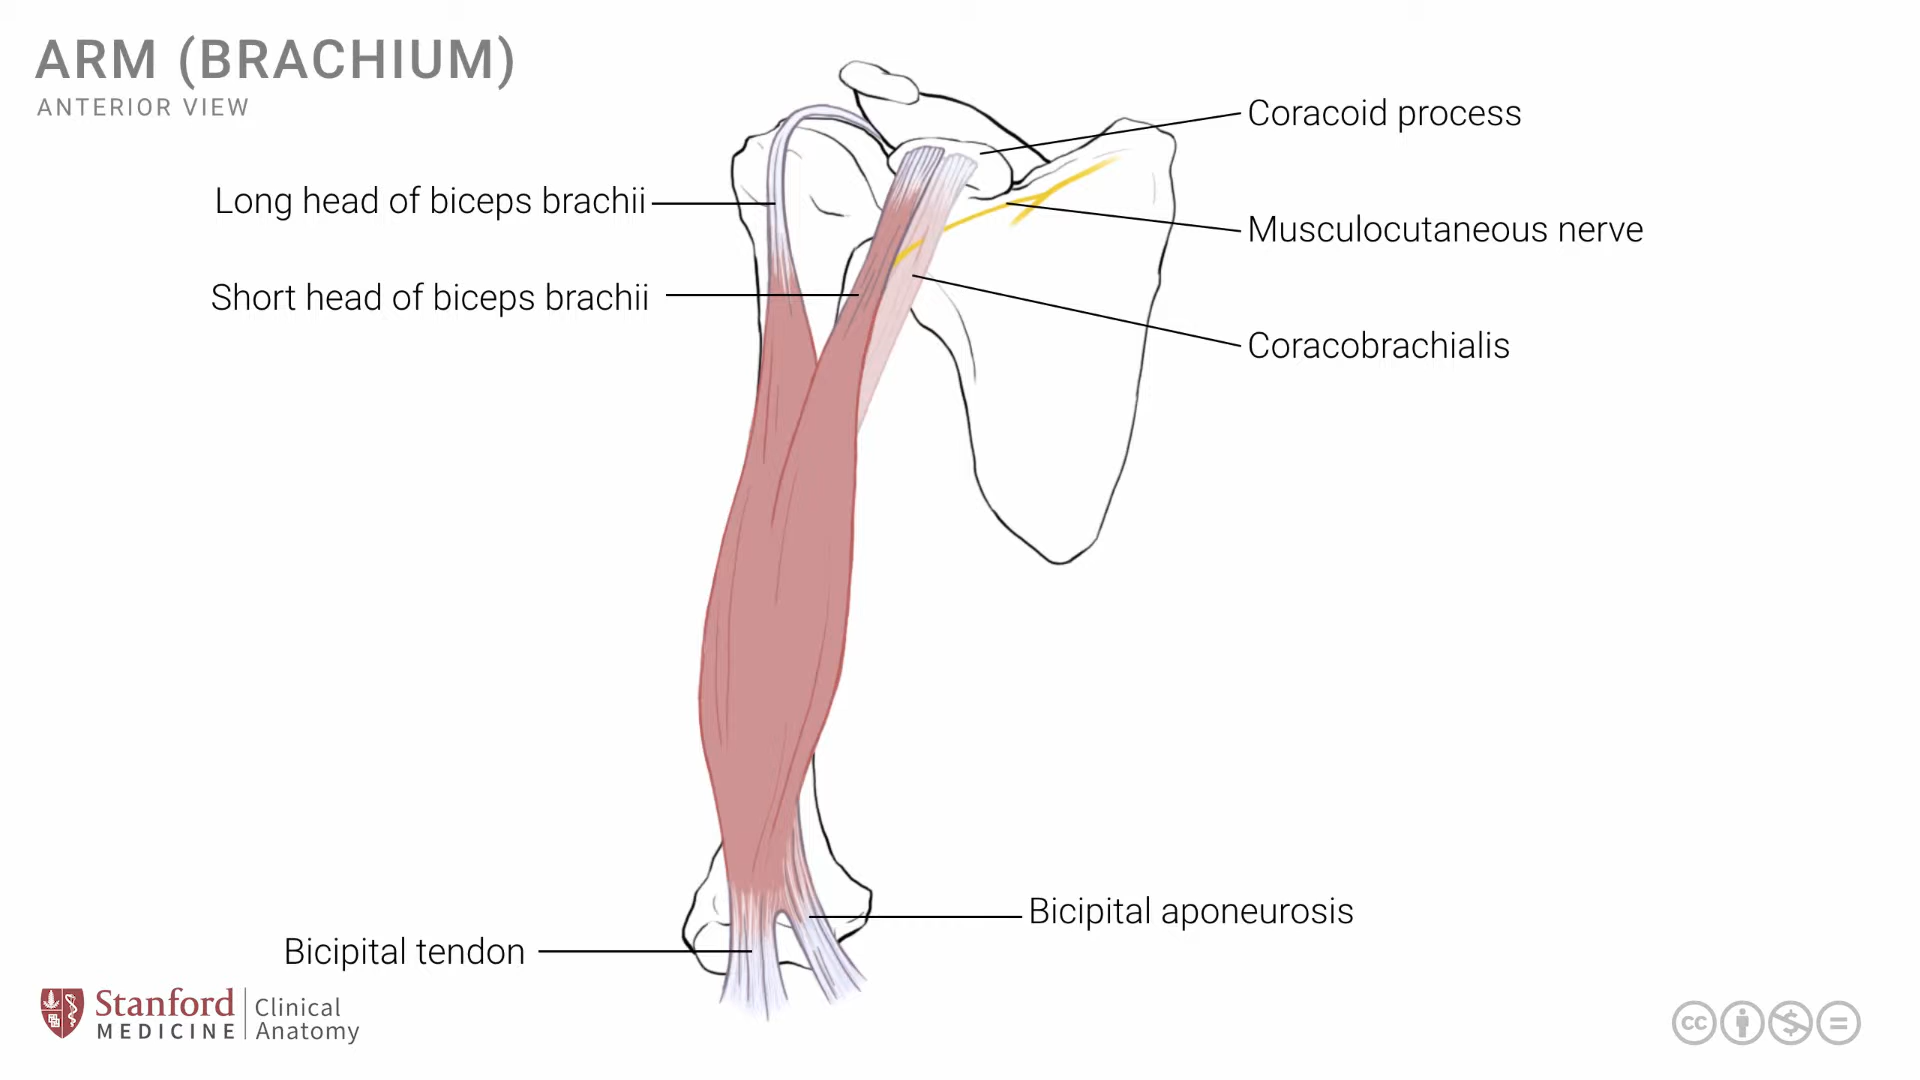 ARM (BRACHIUM)
ANTERIOR VIEW
Coracoid process
Long head of biceps brachii
Musculocutaneous nerve
Short head of biceps brachii
Coracobrachialis
Bicipital aponeurosis
Bicipital tendon
Stanford
MEDICINE
Clinical
Anatomy
cc